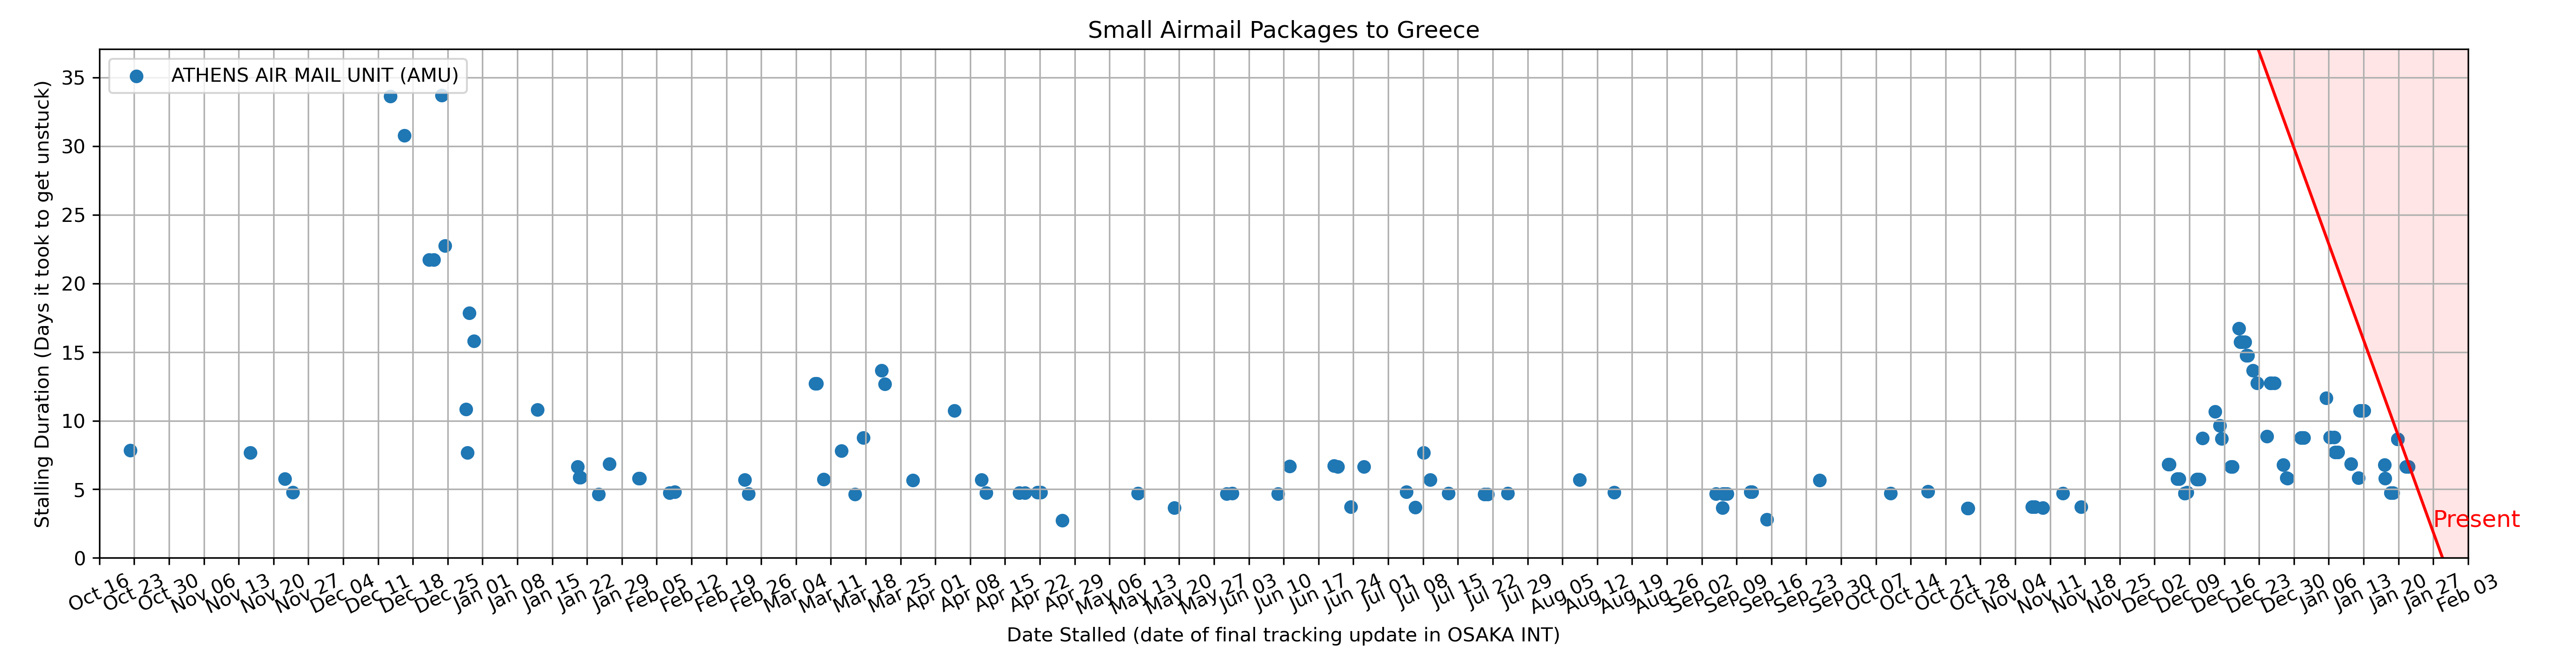 Small Airmail Packages to Greece
ATHENS AIR MAIL UNIT (AMU)
Stalling Duration (Days it took to get unstuck)
35
30
25
20
15
10
5
0
Present
Oct 16
Oct 23
Oct 30
Nov 06
Nov 13
Nov 20
Nov 27
Dec 04
Dec 11
Dec 18
Dec 25
Jan 01
Jan 08
Jan 15
Jan 22
Jan 29
Feb 05
Feb 12
Feb 19
Feb 26
Mar 04
Mar 11
Mar 18
Mar 25
Apr 01
Apr 08
Apr 15
Apr 22
Apr 29
May 06
May 13
May 20
May 27
Jun 03
Jun 10
Jun 17
Jun 24
Jul 01
Jul 08
Jul 15
Jul 22
Jul 29
Aug 05
Aug 12
Aug 19
Aug 26
Sep 02
Sep 09
Sep 16
Sep 23
Sep 30
Oct 07
Oct 14
Oct 21
Oct 28
Nov 04
Nov 11
Nov 18
Nov 25
Dec 02
Dec 09
Dec 16
Dec 23
Dec 30
Jan 06
Jan 13
Jan 20
Jan 27
Feb 03
Date Stalled (date of final tracking update in OSAKA INT)